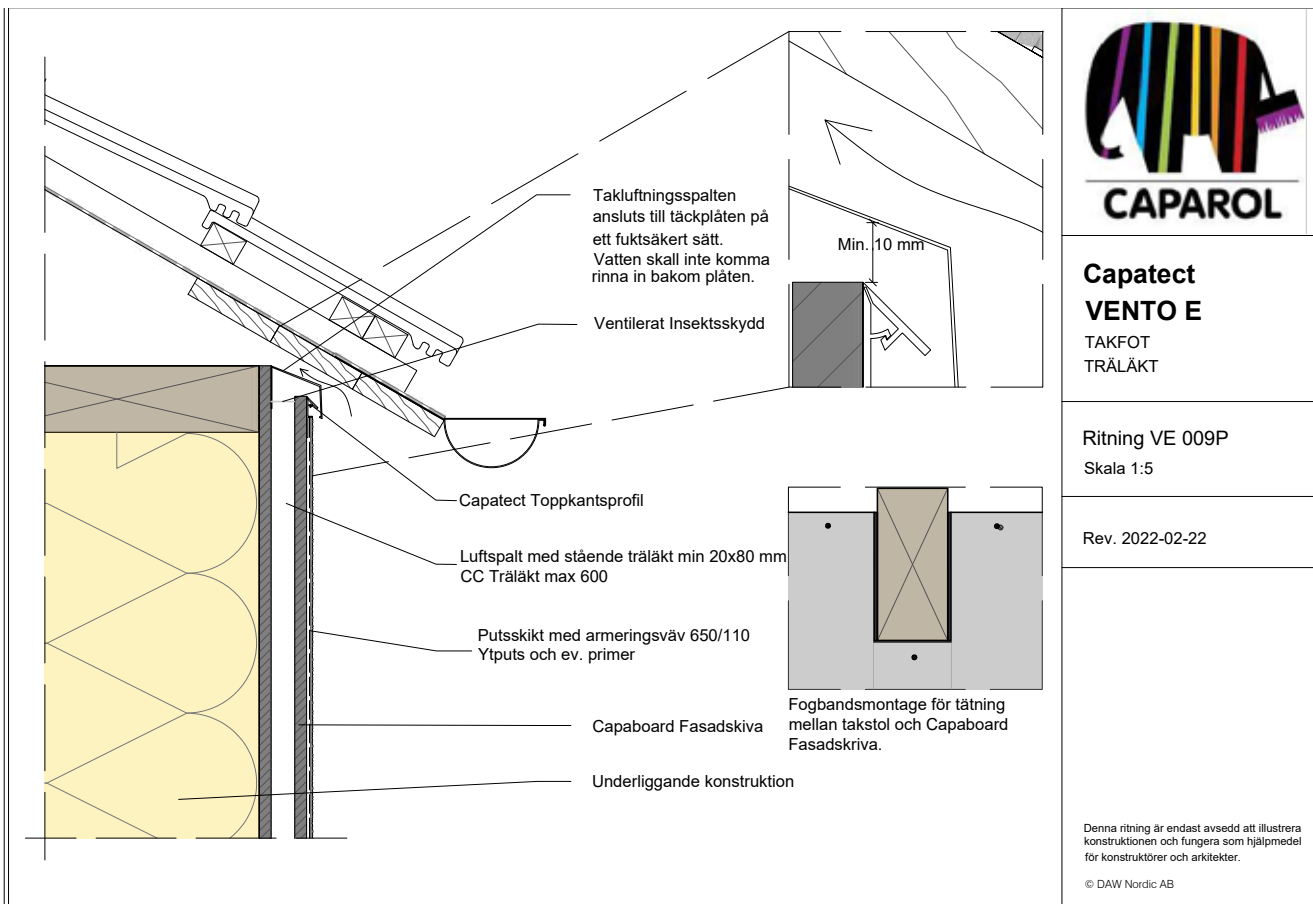 Takluftningsspalten
ansluts till täckplåten på
ett fuktsäkert sätt.
Vatten skall inte komma
rinna in bakom plåten.
Ventilerat Insektsskydd
Capatect Toppkantsprofil
Luftspalt med stående träläkt min 20x80 mm
CC Träläkt max 600
Putsskikt med armeringsväv 650/110
Ytputs och ev. primer
Capaboard Fasadskiva
Underliggande konstruktion
Min. 10 mm
Fogbandsmontage för tätning
mellan takstol och Capaboard
Fasadskriva.
CAPAROL
Capatect
VENTO E
TAKFOT
TRÄLÄKT
Ritning VE 009P
Skala 1:5
Rev. 2022-02-22
Denna ritning är endast avsedd att illustrera
konstruktionen och fungera som hjälpmedel
för konstruktörer och arkitekter.
© DAW Nordic AB